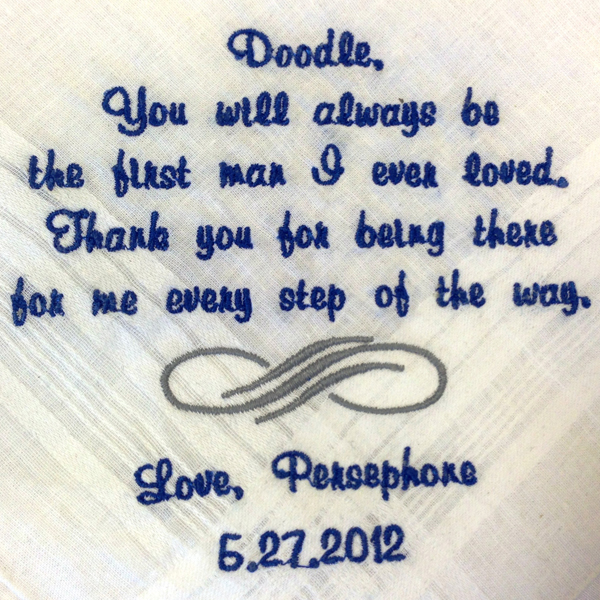 Doodle,
You will always be
the first man I ever loved.
Thank you for being there
for me every step of the way.
Love, Persephone
5.27.2012